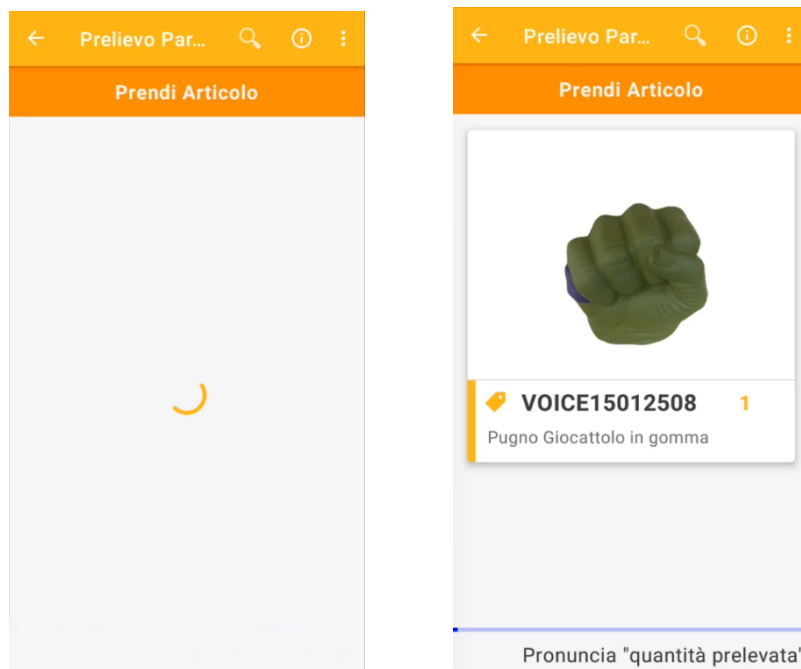 Prelievo Par...
Prendi Articolo
Prelievo Par...
Prendi Articolo
VOICE15012508 1
Pugno Giocattolo in gomma
Pronuncia "quantità prelevata"